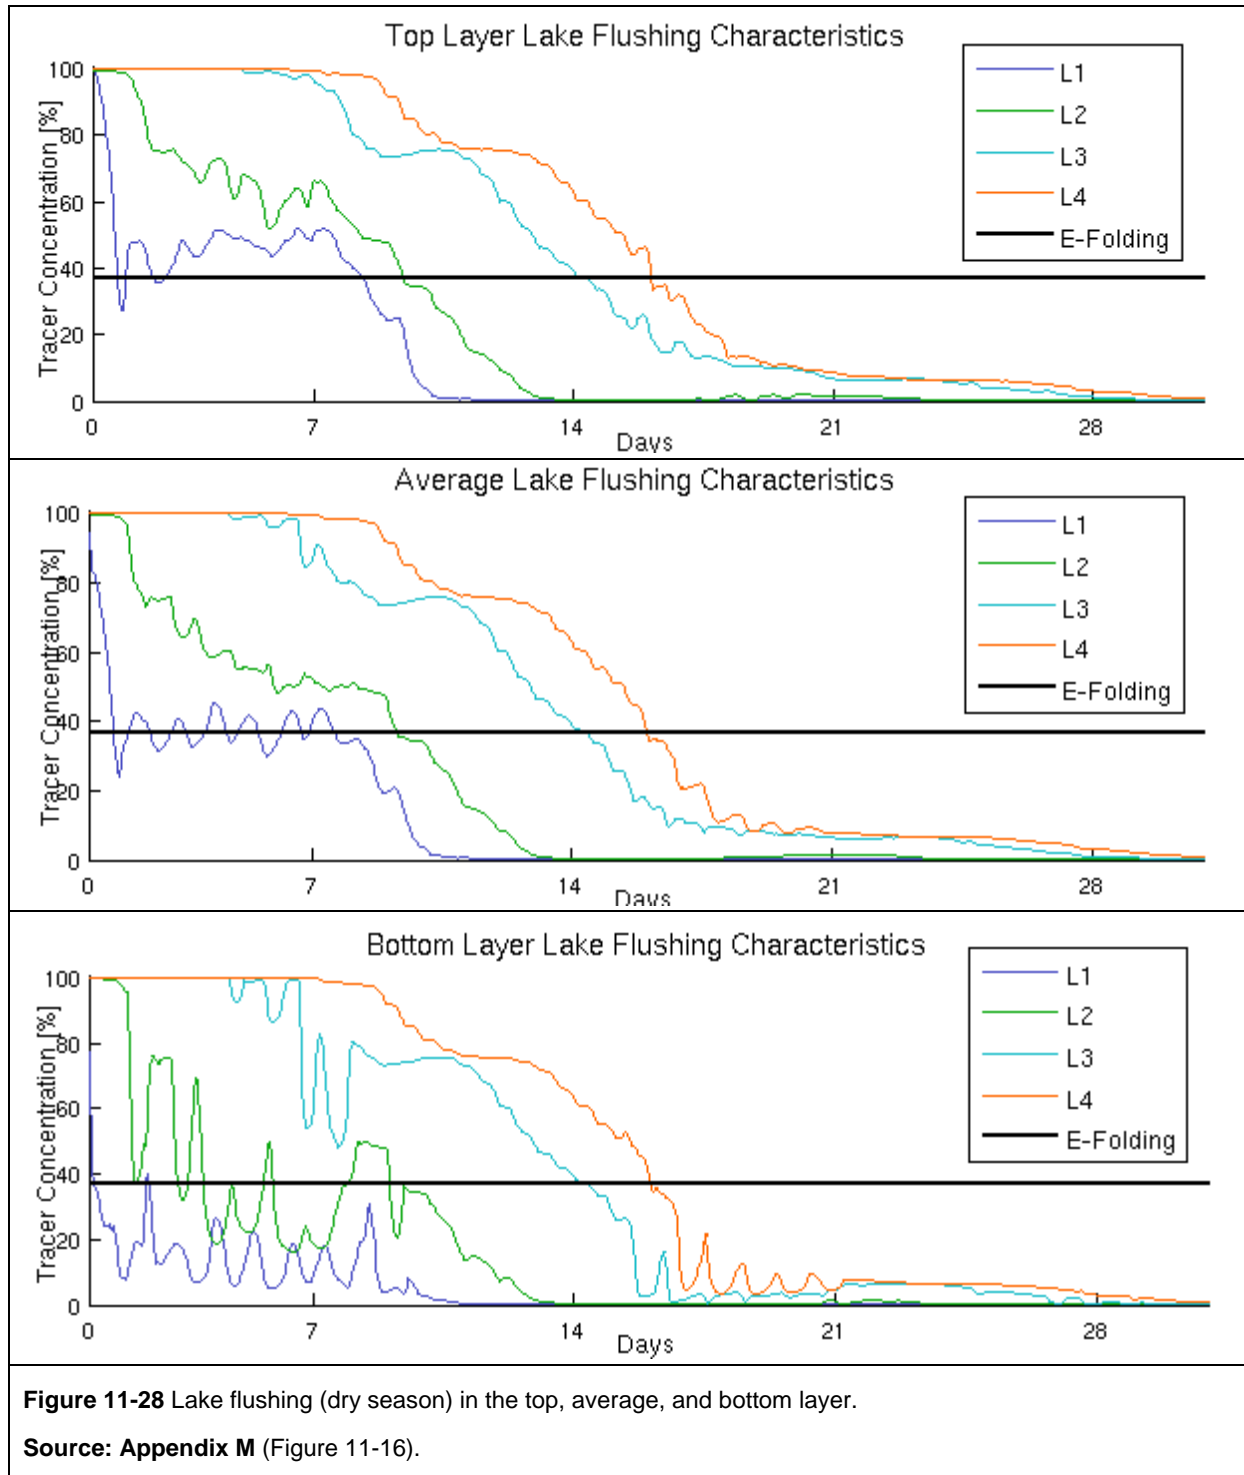 Top Layer Lake Flushing Characteristics
Tracer Concentration [%]
100
80
60
40
20
0
0 7 14 21 28
Days
L1
L2
L3
L4
E-Folding
Average Lake Flushing Characteristics
Tracer Concentration [%]
100
80
60
40
20
0
0 7 14 21 28
Days
L1
L2
L3
L4
E-Folding
Bottom Layer Lake Flushing Characteristics
Tracer Concentration [%]
100
80
60
40
20
0
0 7 14 21 28
Days
L1
L2
L3
L4
E-Folding
Figure 11-28 Lake flushing (dry season) in the top, average, and bottom layer.
Source: Appendix M (Figure 11-16).